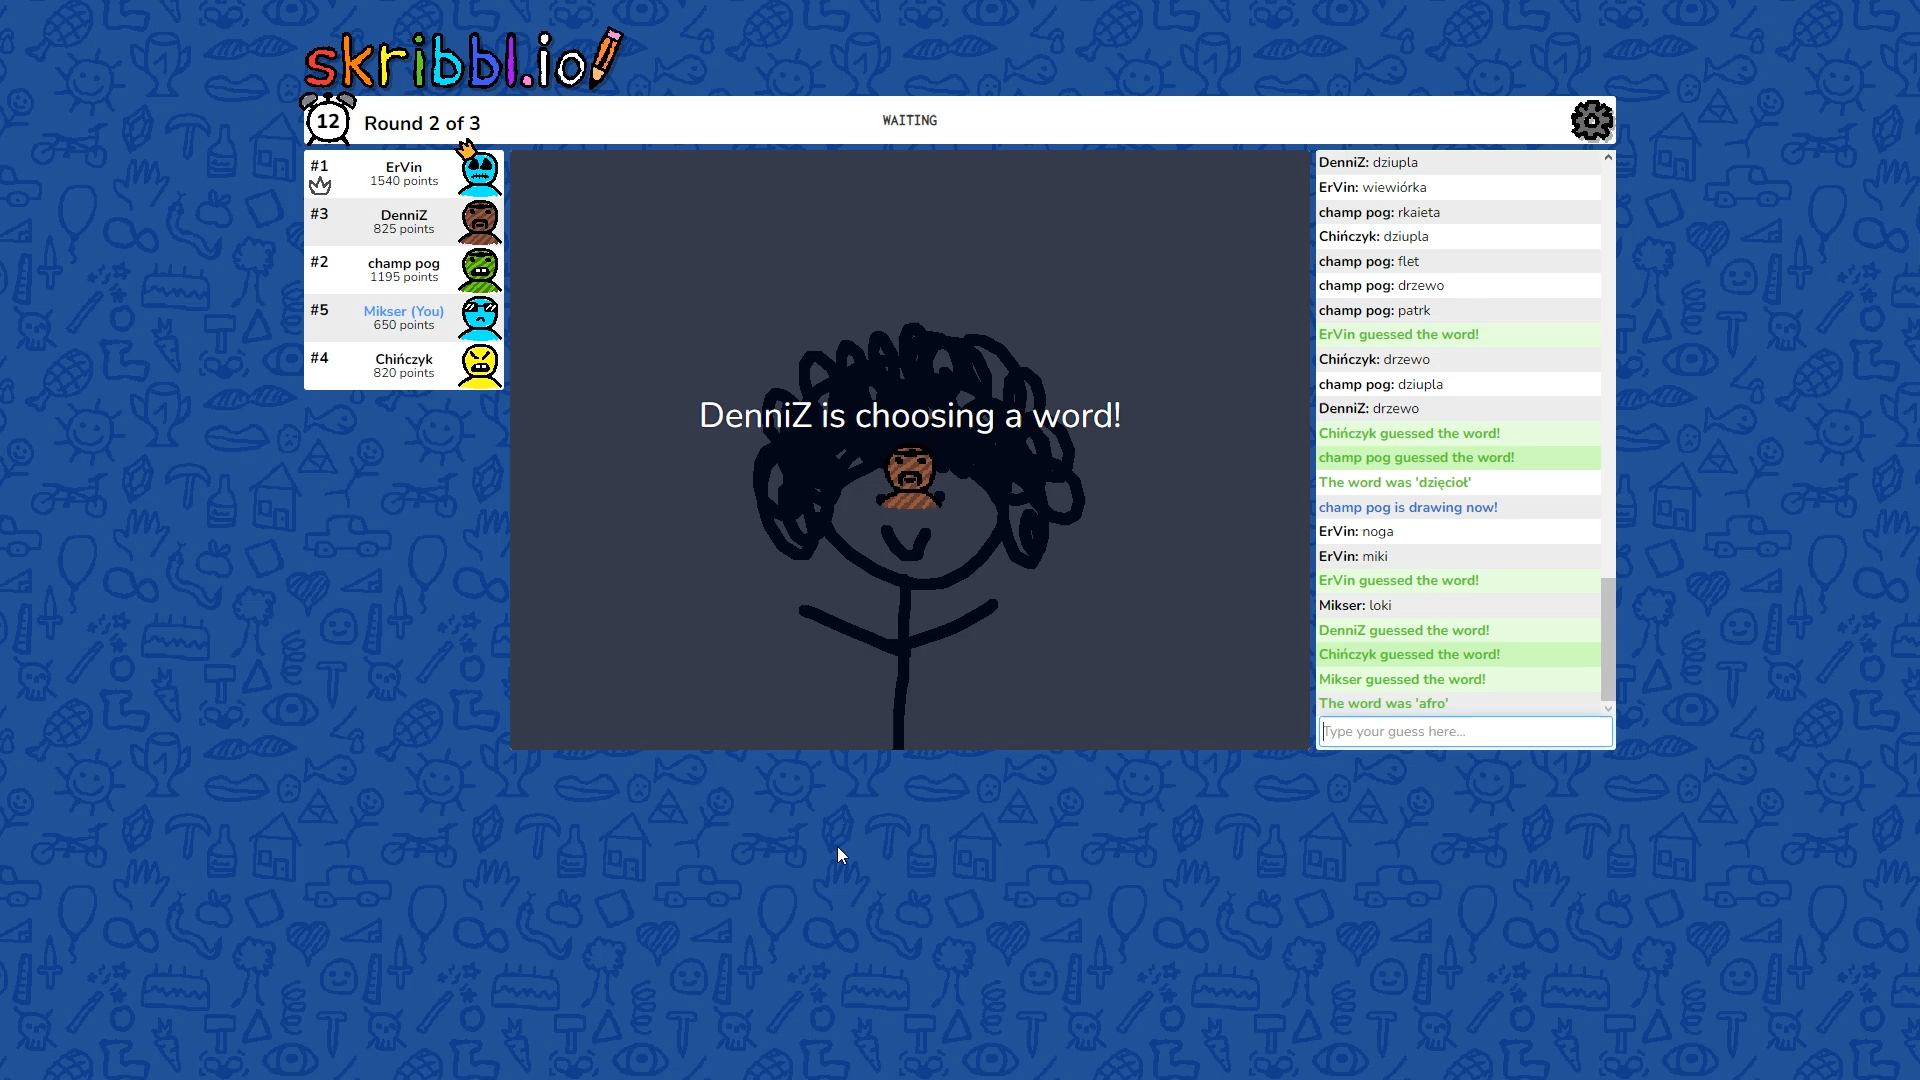 skribbl.io
12
Round 2 of 3
WAITING
#1
ErVin
1540 points
#3
DenniZ
825 points
#2
champ pog
1195 points
#5
Mikser (You)
650 points
#4
Chińczyk
820 points
DenniZ is choosing a word!
DenniZ: dziupla
ErVin: wiewiórka
champ pog: rkaieta
Chińczyk: dziupla
champ pog: flet
champ pog: drzewo
champ pog: patrk
ErVin guessed the word!
Chińczyk: drzewo
champ pog: dziupla
DenniZ: drzewo
Chińczyk guessed the word!
champ pog guessed the word!
The word was 'dzięcioł'
champ pog is drawing now!
ErVin: noga
ErVin: miki
ErVin guessed the word!
Mikser: loki
DenniZ guessed the word!
Chińczyk guessed the word!
Mikser guessed the word!
The word was 'afro'
Type your guess here...